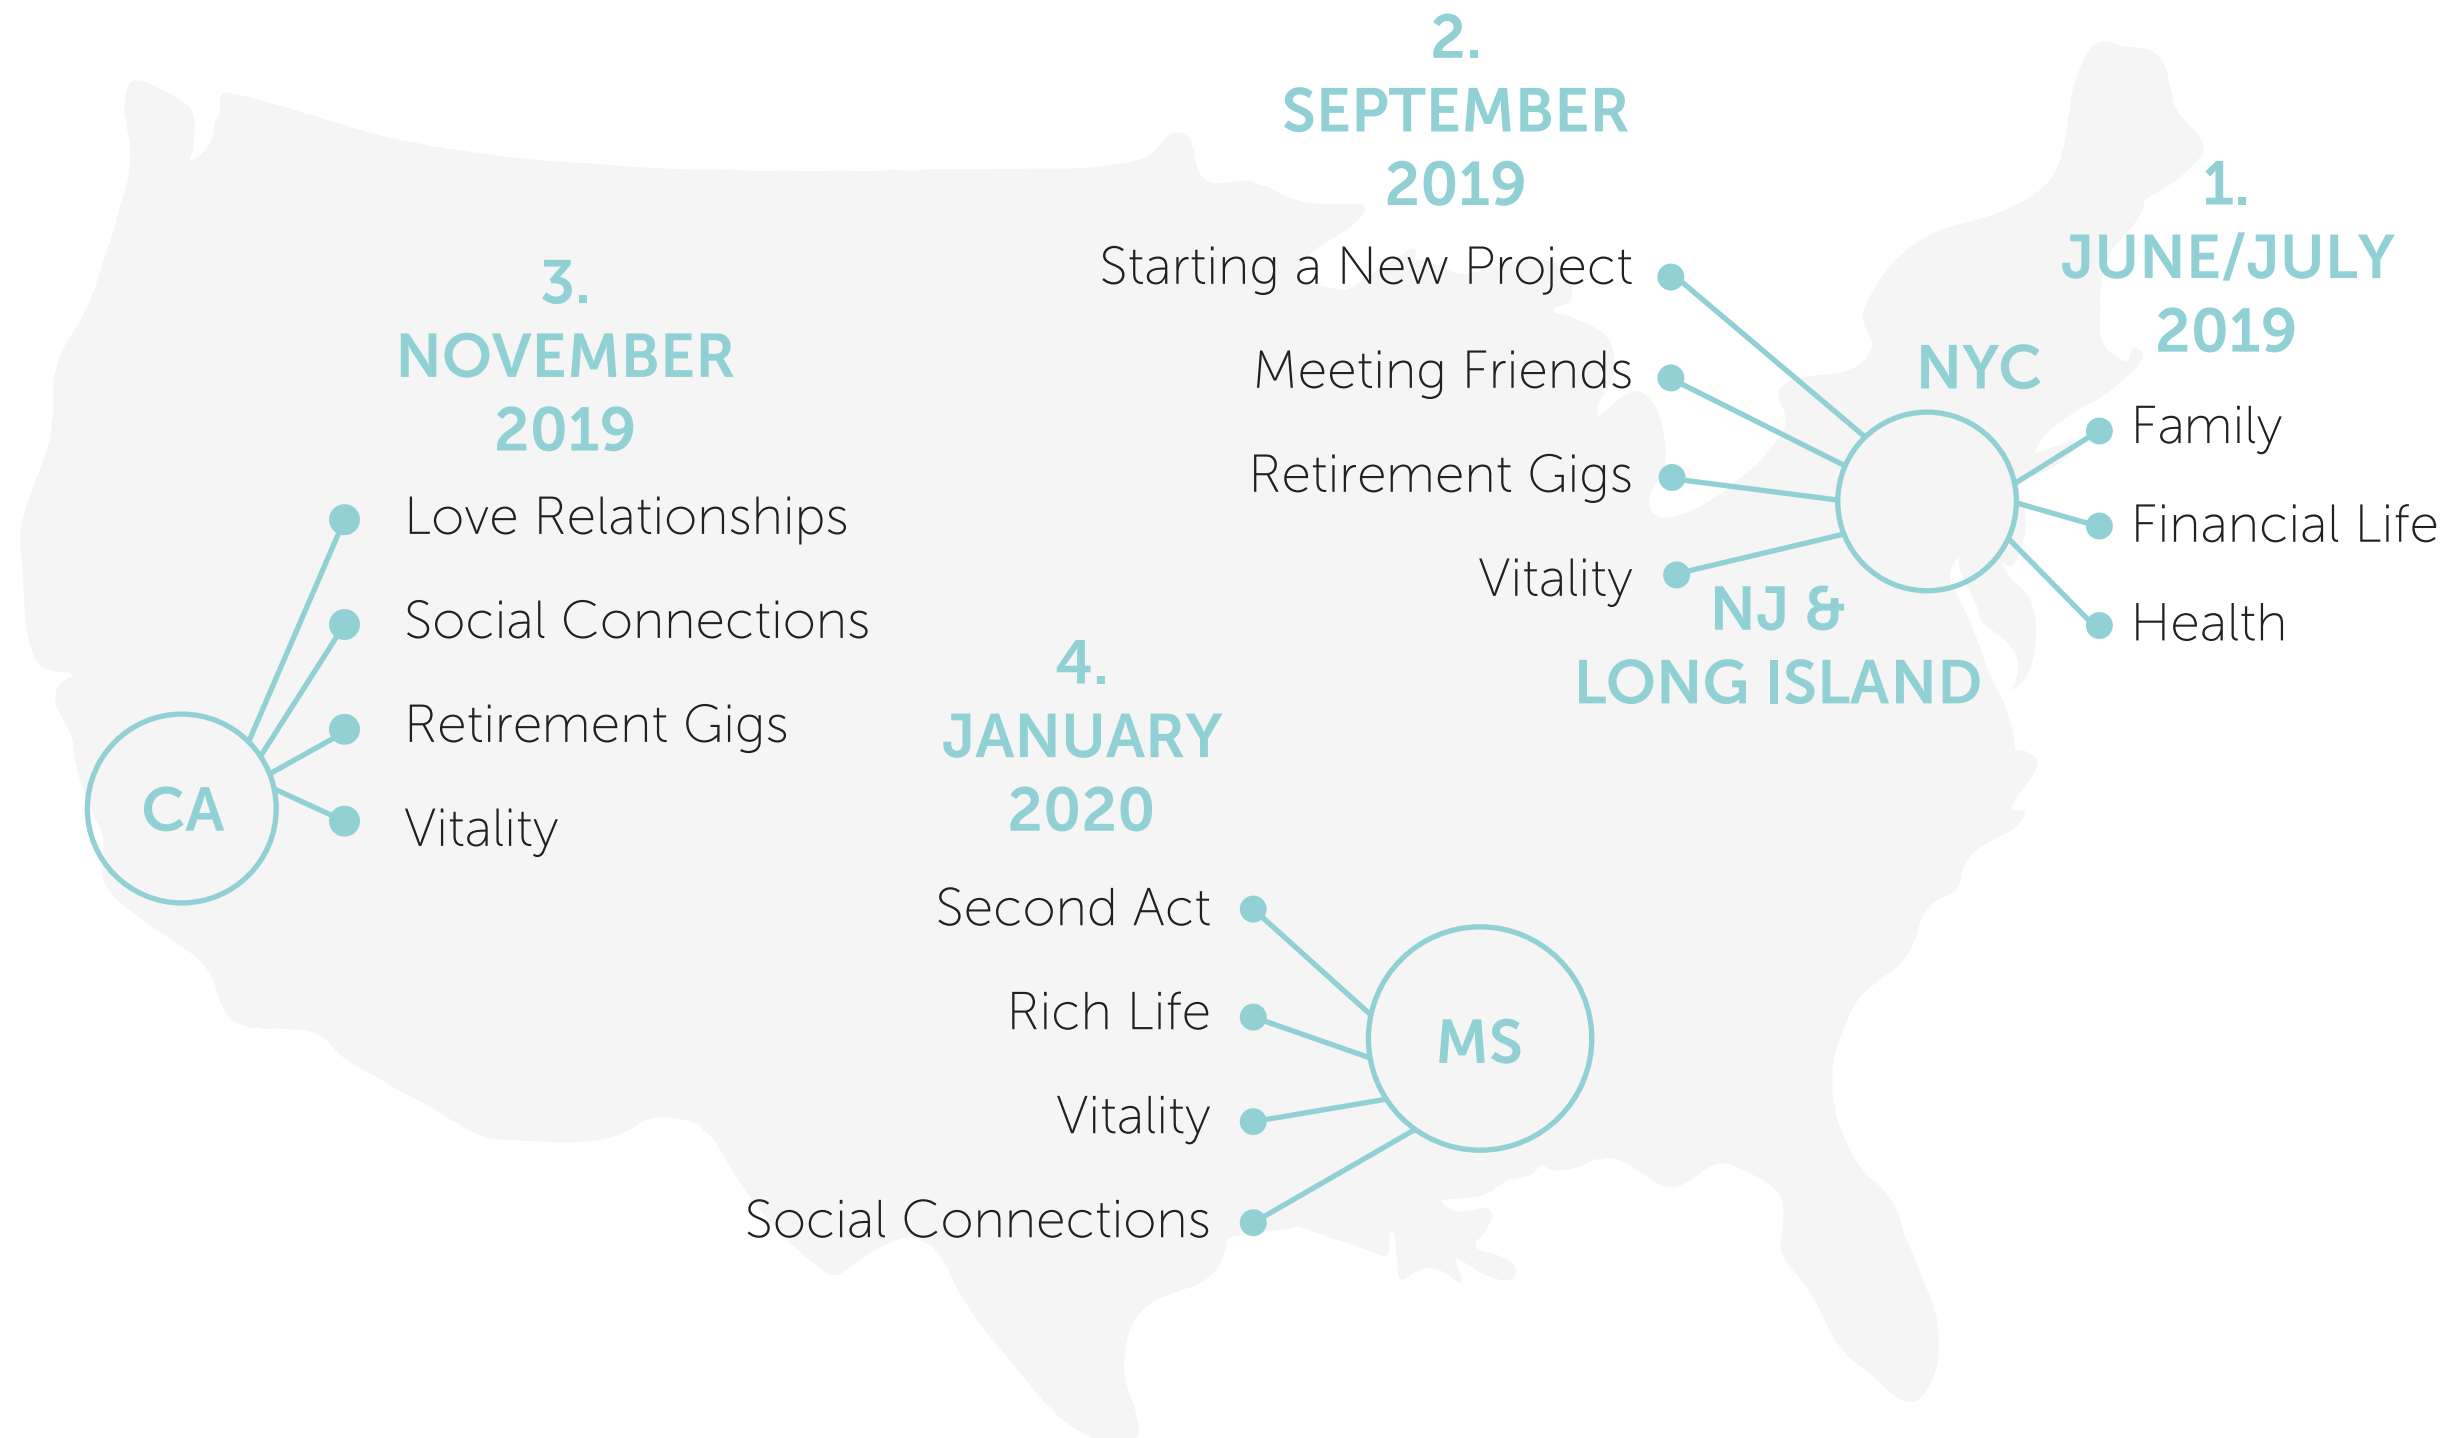 1.
JUNE/JULY
2019
NYC
Family
Financial Life
Health
2.
SEPTEMBER
2019
Starting a New Project
Meeting Friends
Retirement Gigs
Vitality
NJ &
LONG ISLAND
3.
NOVEMBER
2019
Love Relationships
Social Connections
Retirement Gigs
Vitality
CA
4.
JANUARY
2020
Second Act
Rich Life
Vitality
Social Connections
MS